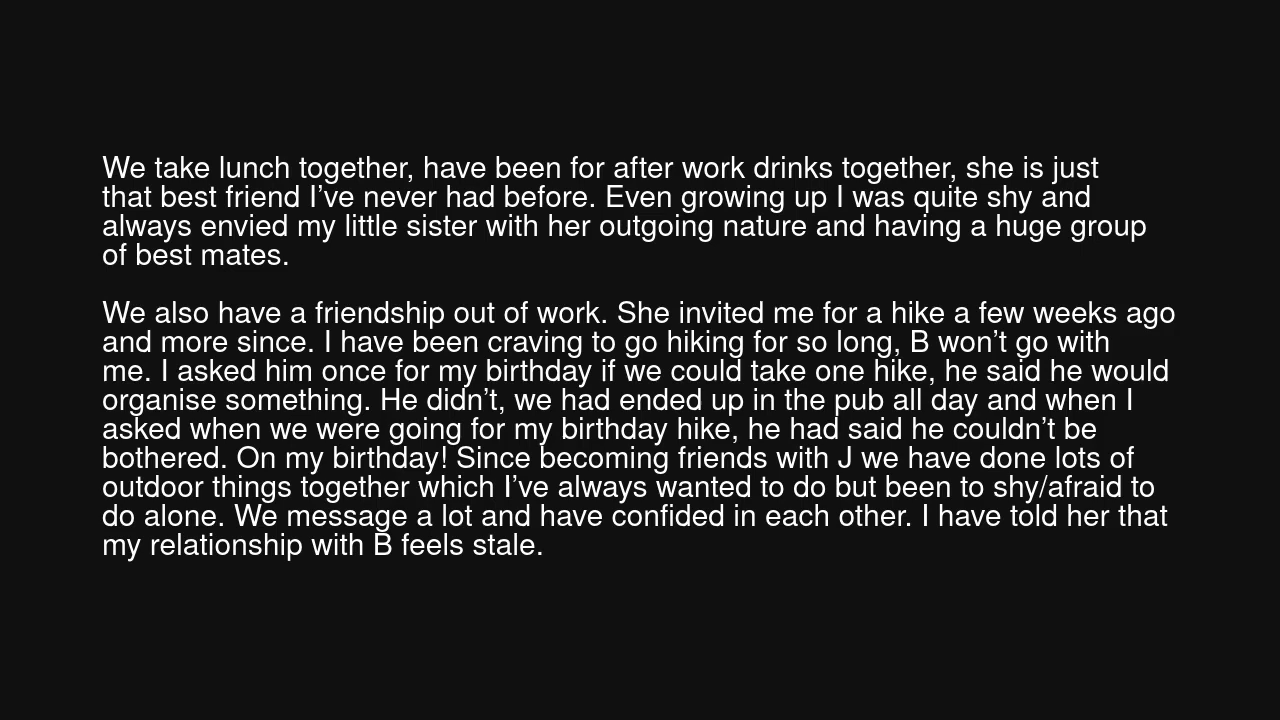 We take lunch together, have been for after work drinks together, she is just
that best friend I’ve never had before. Even growing up I was quite shy and
always envied my little sister with her outgoing nature and having a huge group
of best mates.
We also have a friendship out of work. She invited me for a hike a few weeks ago
and more since. I have been craving to go hiking for so long, B won’t go with
me. I asked him once for my birthday if we could take one hike, he said he would
organise something. He didn’t, we had ended up in the pub all day and when I
asked when we were going for my birthday hike, he had said he couldn’t be
bothered. On my birthday! Since becoming friends with J we have done lots of
outdoor things together which I’ve always wanted to do but been to shy/afraid to
do alone. We message a lot and have confided in each other. I have told her that
my relationship with B feels stale.